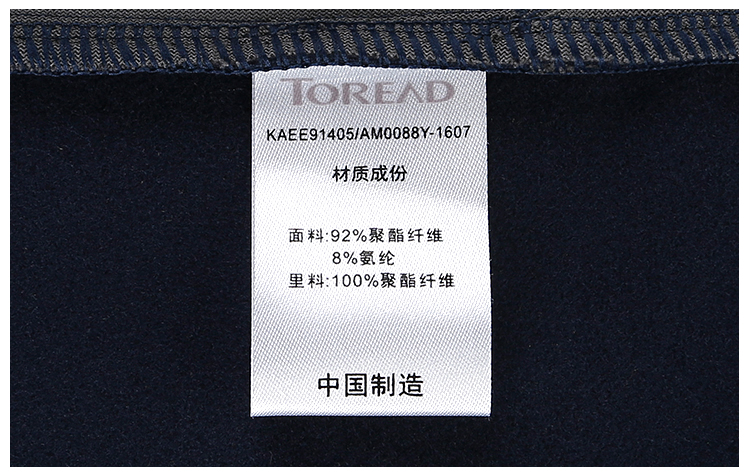 TOREAD
KAEE91405/AM0088Y-1607
材质成份
面料:92%聚酯纤维
8%氨纶
里料:100%聚酯纤维
中国制造